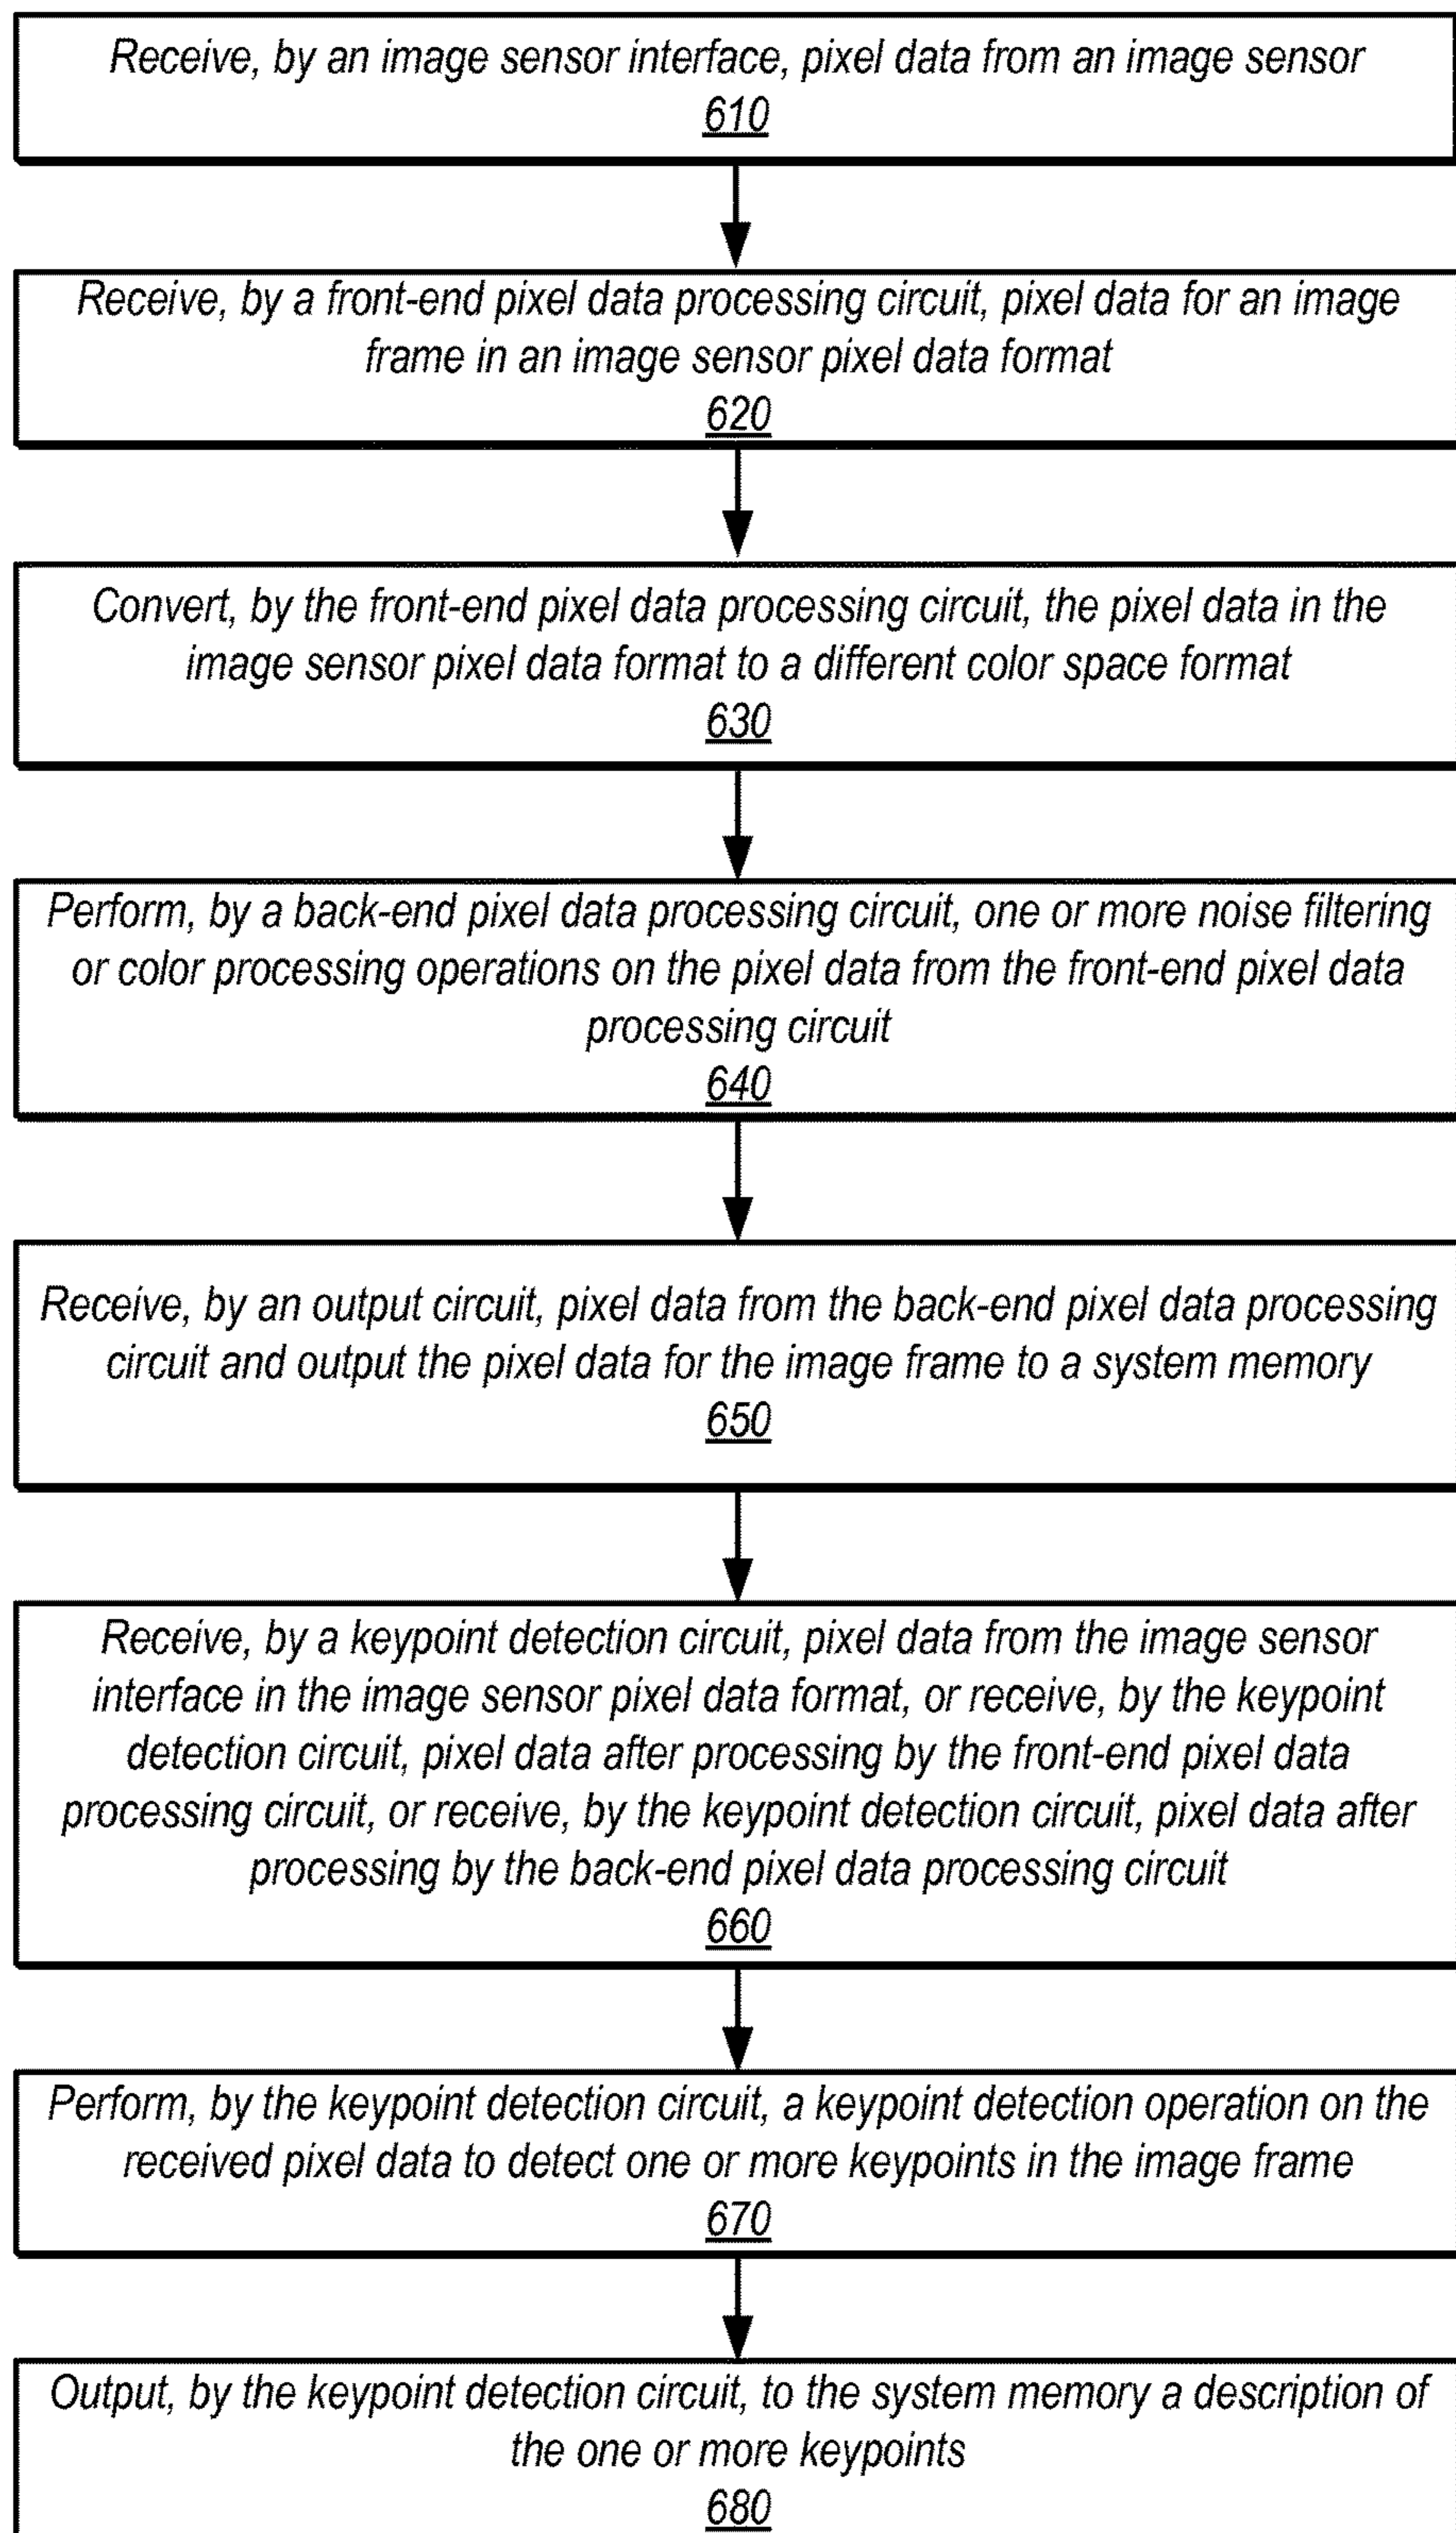 Receive, by an image sensor interface, pixel data from an image sensor
610
Receive, by a front-end pixel data processing circuit, pixel data for an image
frame in an image sensor pixel data format
620
Convert, by the front-end pixel data processing circuit, the pixel data in the
image sensor pixel data format to a different color space format
630
Perform, by a back-end pixel data processing circuit, one or more noise filtering
or color processing operations on the pixel data from the front-end pixel data
processing circuit
640
Receive, by an output circuit, pixel data from the back-end pixel data processing
circuit and output the pixel data for the image frame to a system memory
650
Receive, by a keypoint detection circuit, pixel data from the image sensor
interface in the image sensor pixel data format, or receive, by the keypoint
detection circuit, pixel data after processing by the front-end pixel data
processing circuit, or receive, by the keypoint detection circuit, pixel data after
processing by the back-end pixel data processing circuit
660
Perform, by the keypoint detection circuit, a keypoint detection operation on the
received pixel data to detect one or more keypoints in the image frame
670
Output, by the keypoint detection circuit, to the system memory a description of
the one or more keypoints
680